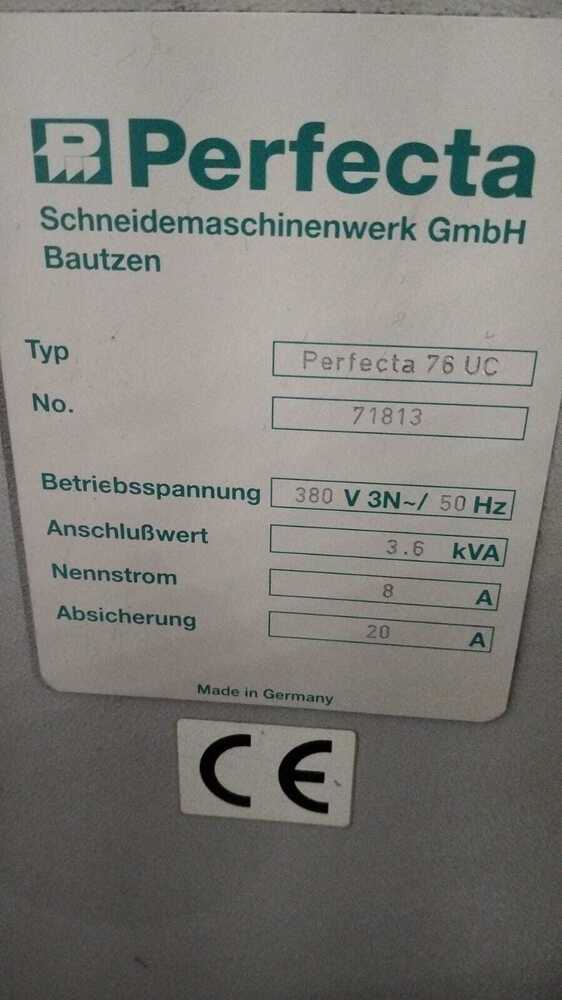 Perfecta
Schneidemaschinenwerk GmbH
Bautzen
Typ Perfecta 76 UC
No. 71813
Betriebsspannung 380 V 3N~/ 50 Hz
Anschlußwert 3.6 kVA
Nennstrom 8 A
Absicherung 20 A
Made in Germany
CE